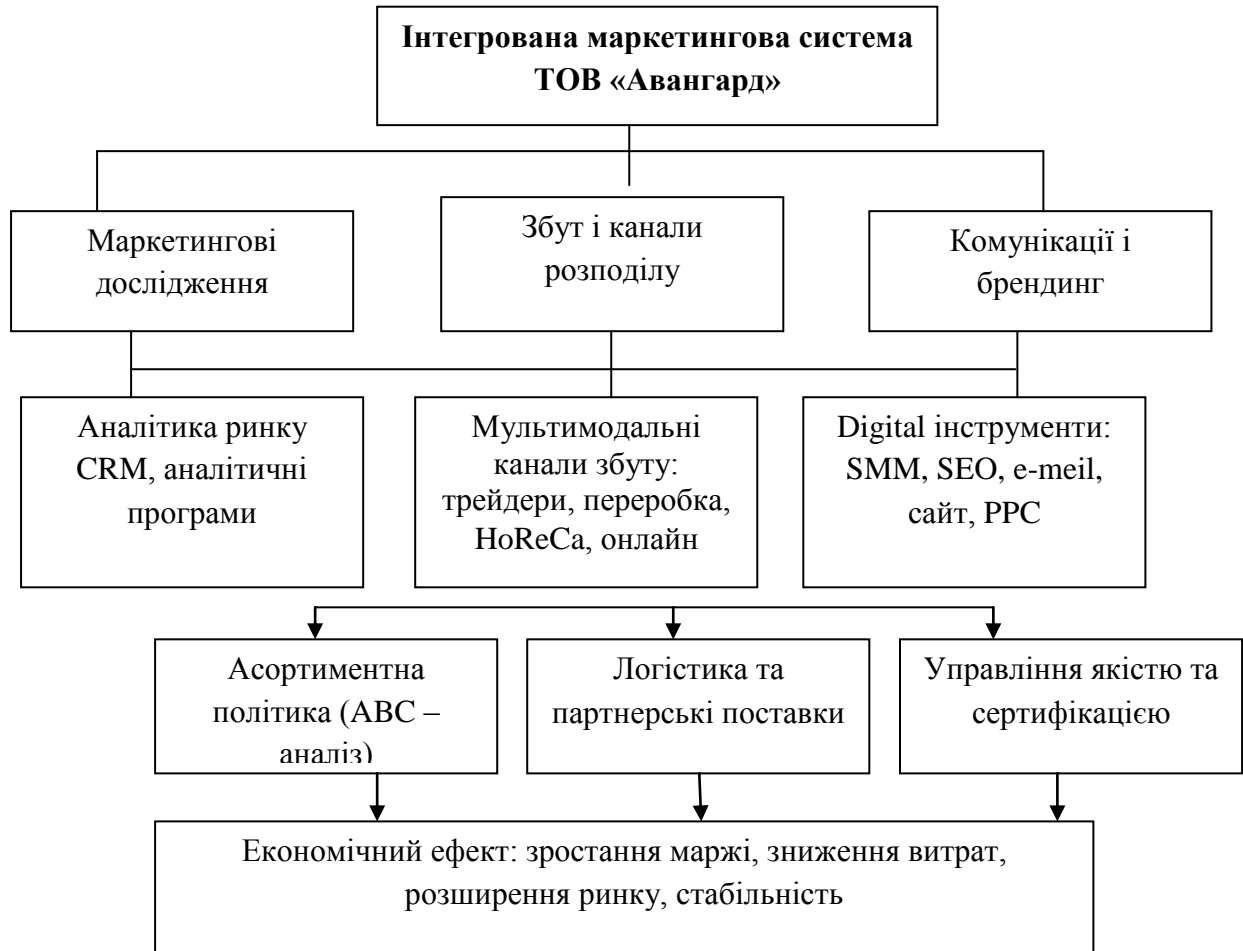 Інтегрована маркетингова система
ТОВ «Авангард»
Маркетингові
дослідження
Збут і канали
розподілу
Комунікації і
брендинг
Аналітика ринку
CRM, аналітичні
програми
Мультимодальні
канали збуту:
трейдери, переробка,
HoReCa, онлайн
Digital інструменти:
SMM, SEO, e-meil,
сайт, PPC
Асортиментна
політика (ABC –
аналіз)
Логістика та
партнерські поставки
Управління якістю та
сертифікацією
Економічний ефект: зростання маржі, зниження витрат,
розширення ринку, стабільність